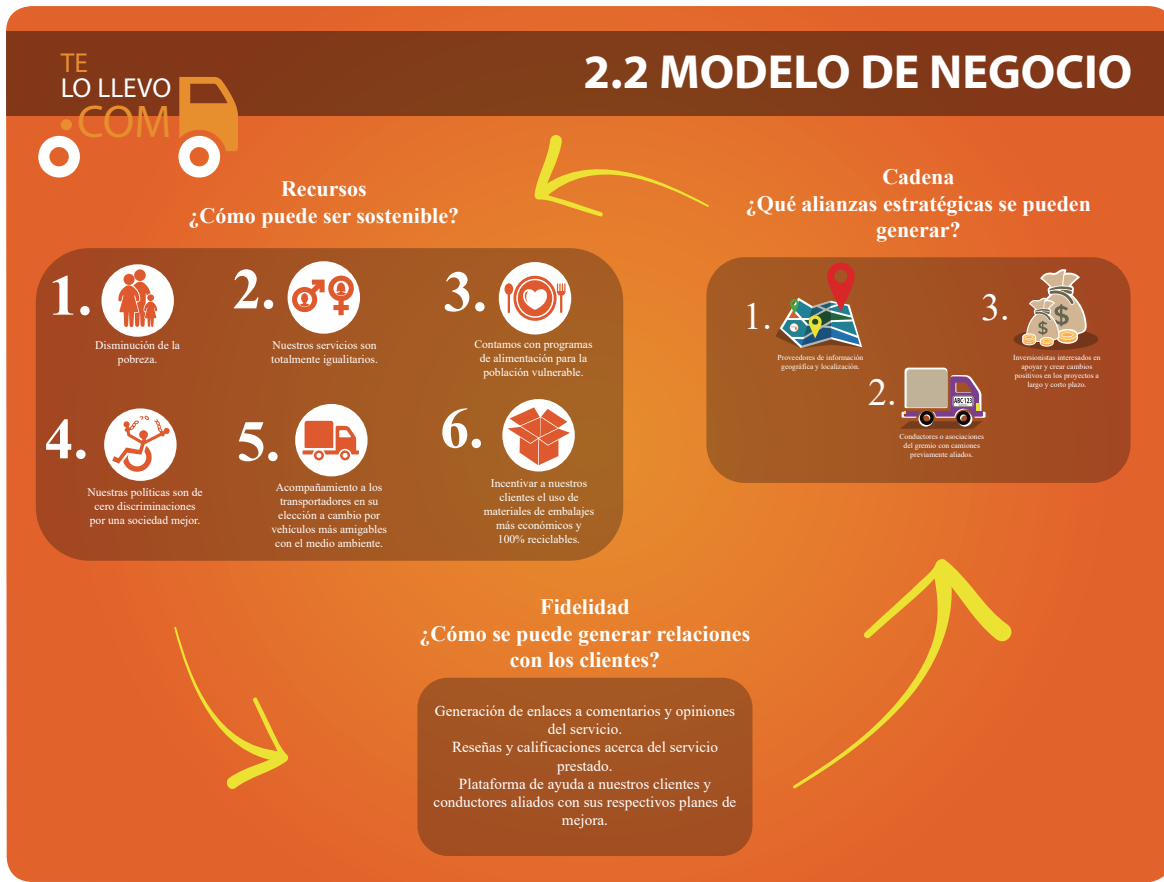 TE
LO LLEVO
.COM
2.2 MODELO DE NEGOCIO
Recursos
¿Cómo puede ser sostenible?
1.
Disminución de la
pobreza.
2.
Nuestros servicios son
totalmente igualitarios.
3.
Contamos con programas
de alimentación para la
población vulnerable.
4.
Nuestras políticas son de
cero discriminaciones
por una sociedad mejor.
5.
Acompañamiento a los
transportadores en su
elección a cambio por
vehículos más amigables
con el medio ambiente.
6.
Incentivar a nuestros
clientes el uso de
materiales de embalajes
más económicos y
100% reciclables.
Cadena
¿Qué alianzas estratégicas se pueden
generar?
1.
Proveedores de información
geográfica y localización.
2.
ABC·123
Conductores o asociaciones
del gremio con camiones
previamente aliados.
3.
$
$
Inversionistas interesados en
apoyar y crear cambios
positivos en los proyectos a
largo y corto plazo.
Fidelidad
¿Cómo se puede generar relaciones
con los clientes?
Generación de enlaces a comentarios y opiniones
del servicio.
Reseñas y calificaciones acerca del servicio
prestado.
Plataforma de ayuda a nuestros clientes y
conductores aliados con sus respectivos planes de
mejora.